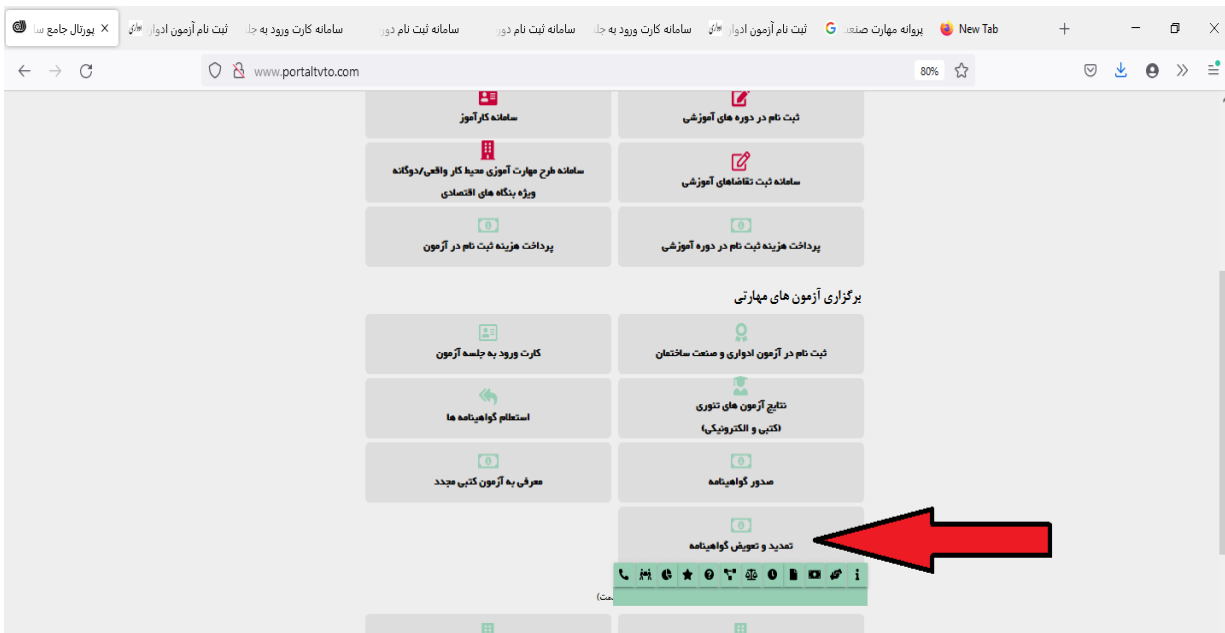 پورتال جامع سا
ثبت نام آزمون ادوار
سامانه کارت ورود به جل
سامانه ثبت نام دور
سامانه ثبت نام دور
سامانه کارت ورود به جل
ثبت نام آزمون ادوار
پروانه مهارت صنعت
New Tab
www.portaltvto.com
80%
ثبت نام در دوره های آموزشی
سامانه کارآموز
سامانه ثبت تقاضاهای آموزشی
سامانه طرح مهارت آموزی محیط کار واقعی/دوگانه
ویژه بنگاه های اقتصادی
پرداخت هزینه ثبت نام در دوره آموزشی
پرداخت هزینه ثبت نام در آزمون
برگزاری آزمون های مهارتی
ثبت نام در آزمون ادواری و صنعت ساختمان
کارت ورود به جلسه آزمون
نتایج آزمون های تئوری
(کتبی و الکترونیکی)
استعلام گواهینامه ها
صدور گواهینامه
معرفی به آزمون کتبی مجدد
تمدید و تعویض گواهینامه